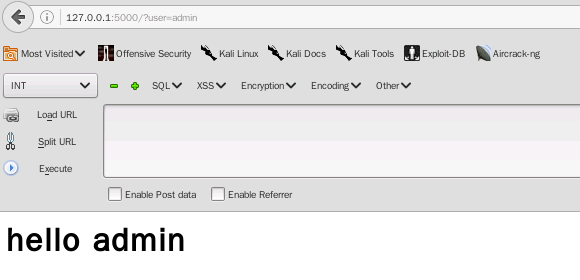 127.0.0.1:5000/?user=admin
Most Visited Offensive Security Kali Linux Kali Docs Kali Tools Exploit-DB Aircrack-ng
INT SQL XSS Encryption Encoding Other
Load URL
Split URL
Execute
Enable Post data Enable Referrer
hello admin